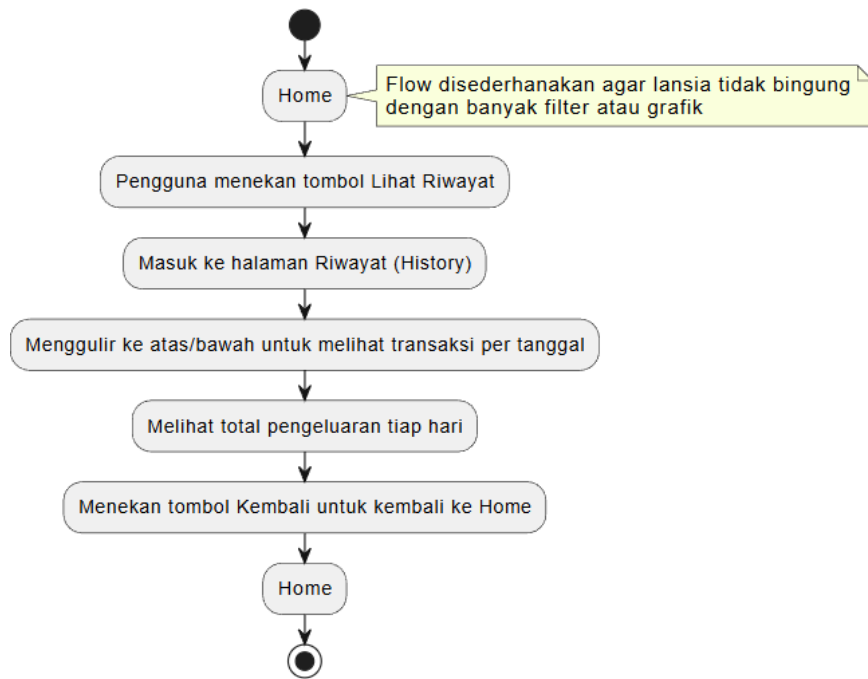 Home
Flow disederhanakan agar lansia tidak bingung
dengan banyak filter atau grafik
Pengguna menekan tombol Lihat Riwayat
Masuk ke halaman Riwayat (History)
Menggulir ke atas/bawah untuk melihat transaksi per tanggal
Melihat total pengeluaran tiap hari
Menekan tombol Kembali untuk kembali ke Home
Home